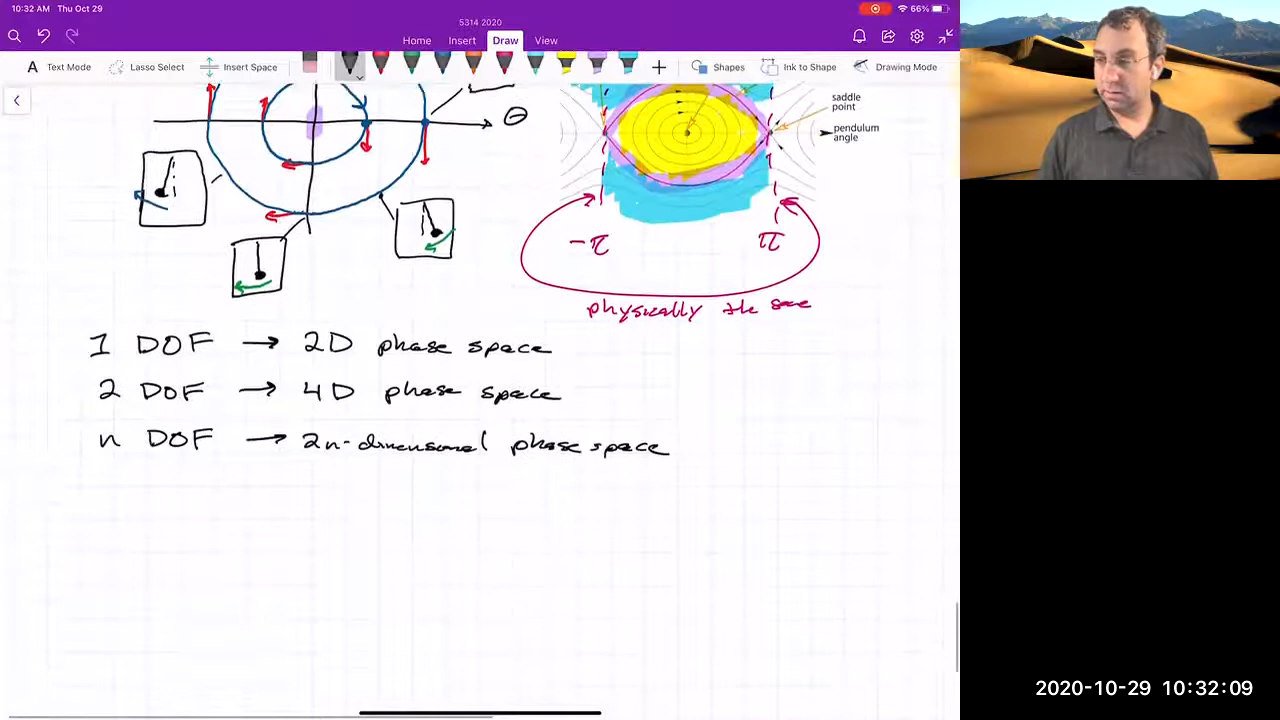 10:32 AM Thu Oct 29
66%
5314 2020
Home Insert Draw View
A Text Mode Lasso Select Insert Space Shapes Ink to Shape Drawing Mode
θ
saddle
point
pendulum
angle
-π π
physically the same
1 DOF → 2D phase space
2 DOF → 4D phase space
n DOF → 2n-dimensional phase space
2020-10-29 10:32:09